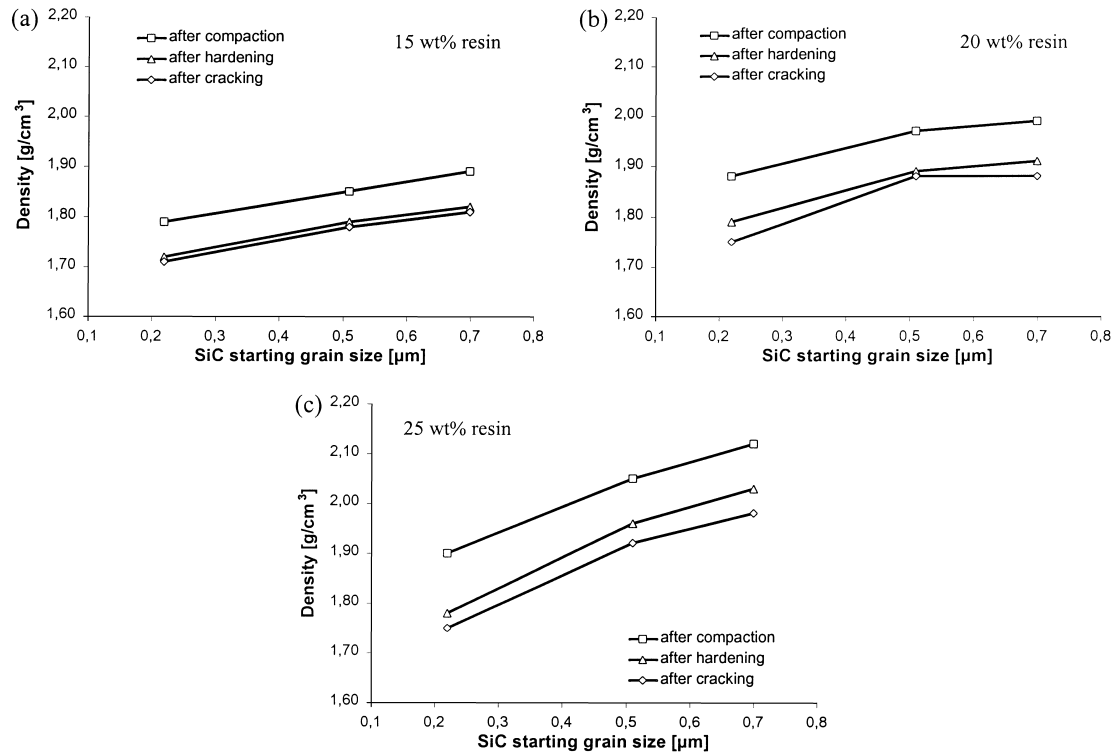 (a)
2,20
2,10
2,00
1,90
1,80
1,70
1,60
Density [g/cm³]
after compaction
after hardening
after cracking
15 wt% resin
0,1 0,2 0,3 0,4 0,5 0,6 0,7 0,8
SiC starting grain size [µm]
(b)
2,20
2,10
2,00
1,90
1,80
1,70
1,60
Density [g/cm³]
after compaction
after hardening
after cracking
20 wt% resin
0,1 0,2 0,3 0,4 0,5 0,6 0,7 0,8
SiC starting grain size [µm]
(c)
2,20
2,10
2,00
1,90
1,80
1,70
1,60
Density [g/cm³]
25 wt% resin
after compaction
after hardening
after cracking
0,1 0,2 0,3 0,4 0,5 0,6 0,7 0,8
SiC starting grain size [µm]